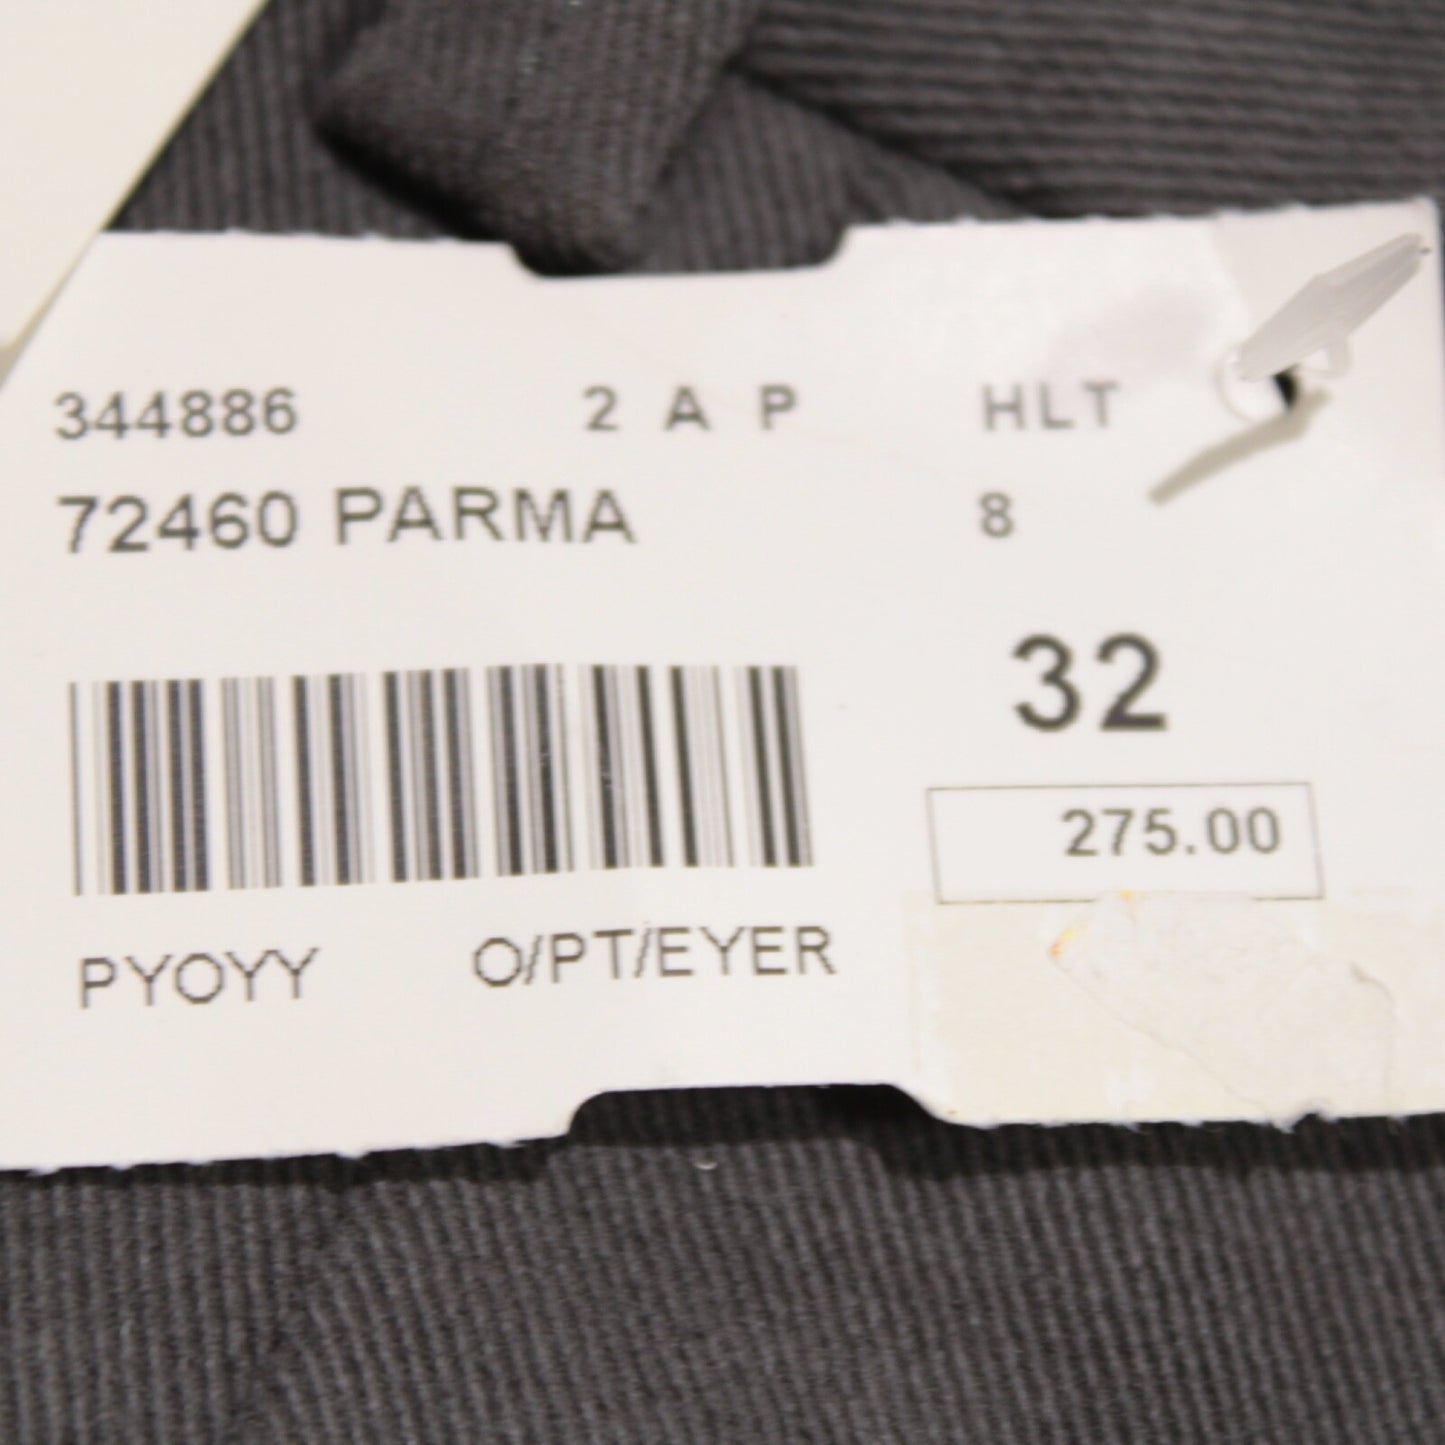 344886 2 A P HLT
72460 PARMA 8
32
275.00
PYOYY O/PT/EYER